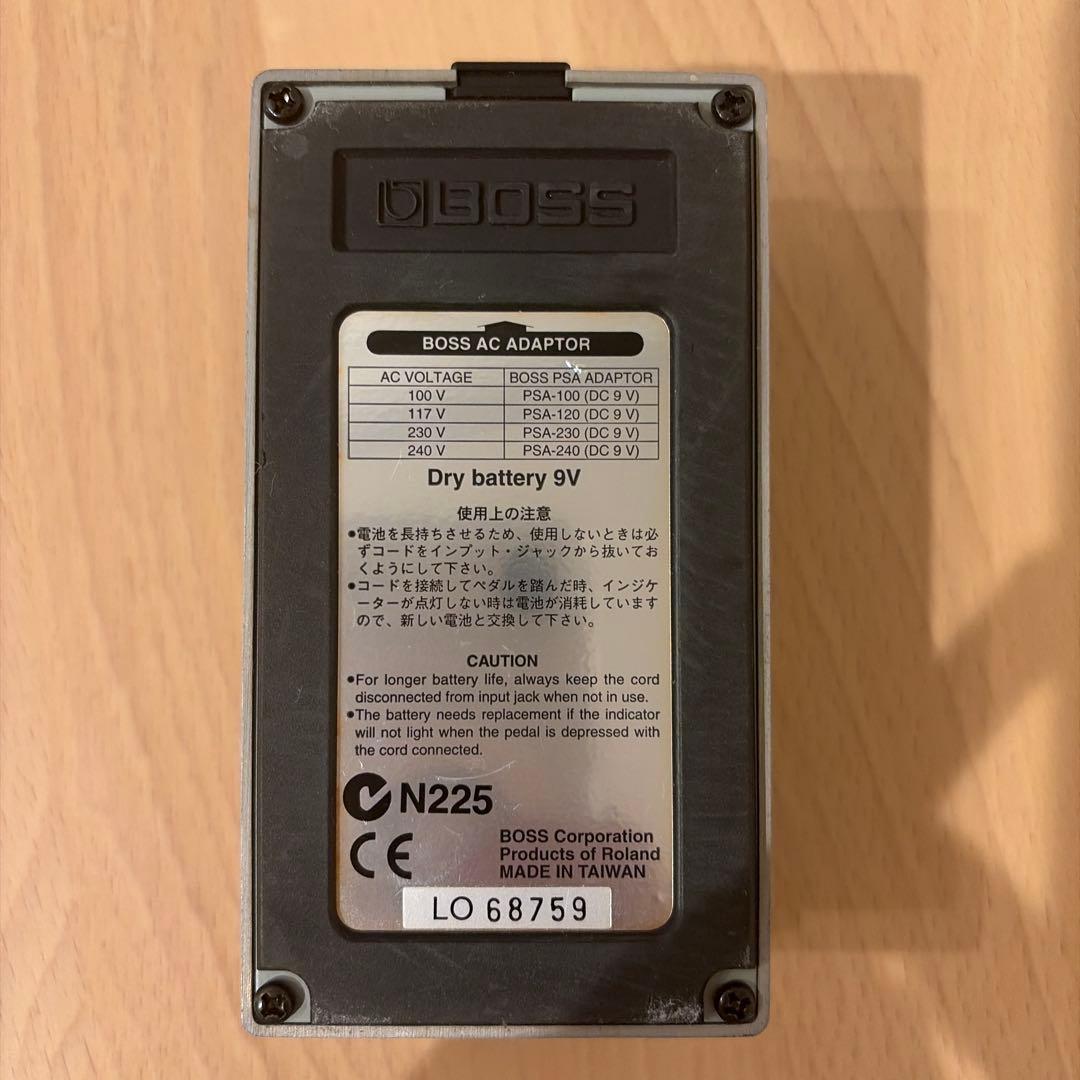 BOSS
BOSS AC ADAPTOR
AC VOLTAGE BOSS PSA ADAPTOR
100 V PSA-100 (DC 9 V)
117 V PSA-120 (DC 9 V)
230 V PSA-230 (DC 9 V)
240 V PSA-240 (DC 9 V)
Dry battery 9V
使用上の注意
●電池を長持ちさせるため、使用しないときは必
ずコードをインプット・ジャックから抜いてお
くようにして下さい。
●コードを接続してペダルを踏んだ時、インジケ
ーターが点灯しない時は電池が消耗しています
ので、新しい電池と交換して下さい。
CAUTION
●For longer battery life, always keep the cord
disconnected from input jack when not in use.
●The battery needs replacement if the indicator
will not light when the pedal is depressed with
the cord connected.
N225
CE
BOSS Corporation
Products of Roland
MADE IN TAIWAN
LO 68759